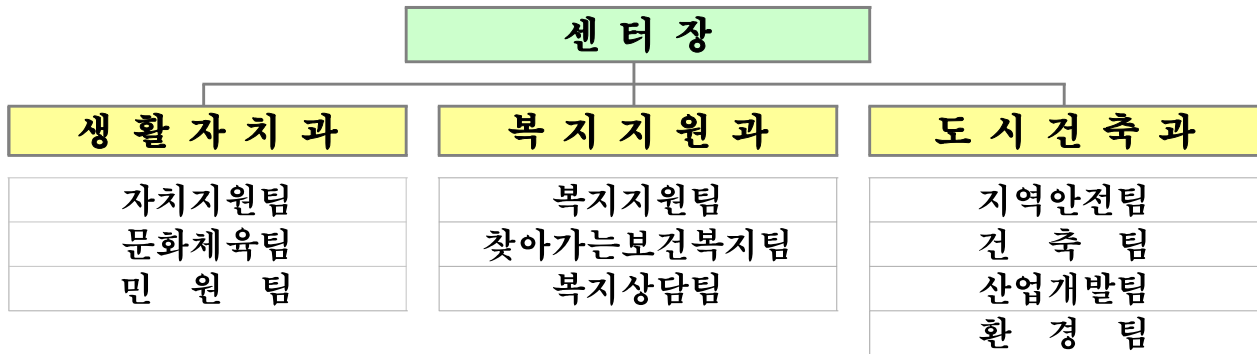 센 터 장
생 활 자 치 과
복 지 지 원 과
도 시 건 축 과
자치지원팀
복지지원팀
지역안전팀
문화체육팀
찾아가는보건복지팀
건 축 팀
민 원 팀
복지상담팀
산업개발팀
환 경 팀